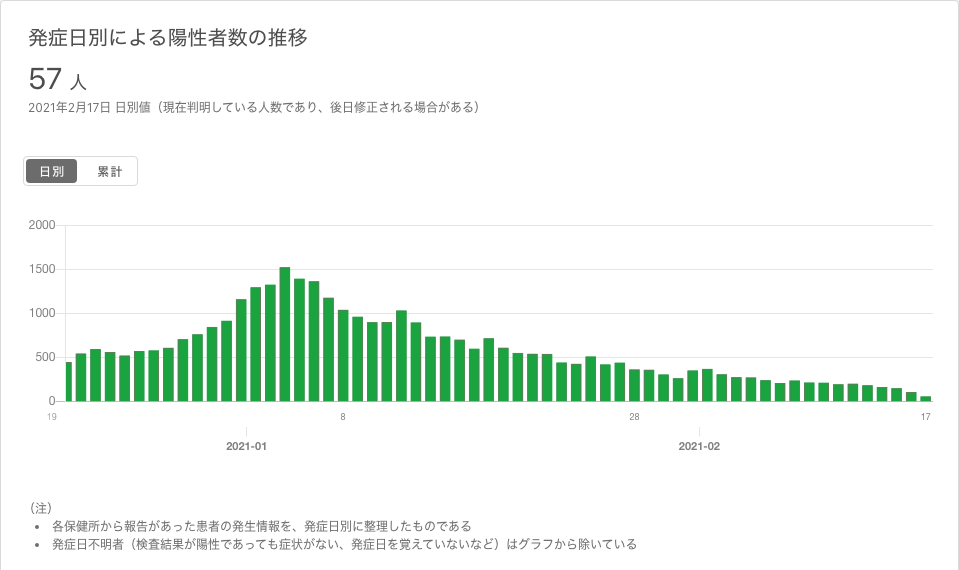 発症日別による陽性者数の推移
57 人
2021年2月17日 日別値（現在判明している人数であり、後日修正される場合がある）
日別 累計
2000
1500
1000
500
0
19 8 28 17
2021-01 2021-02
（注）
• 各保健所から報告があった患者の発生情報を、発症日別に整理したものである
• 発症日不明者（検査結果が陽性であっても症状がない、発症日を覚えていないなど）はグラフから除いている